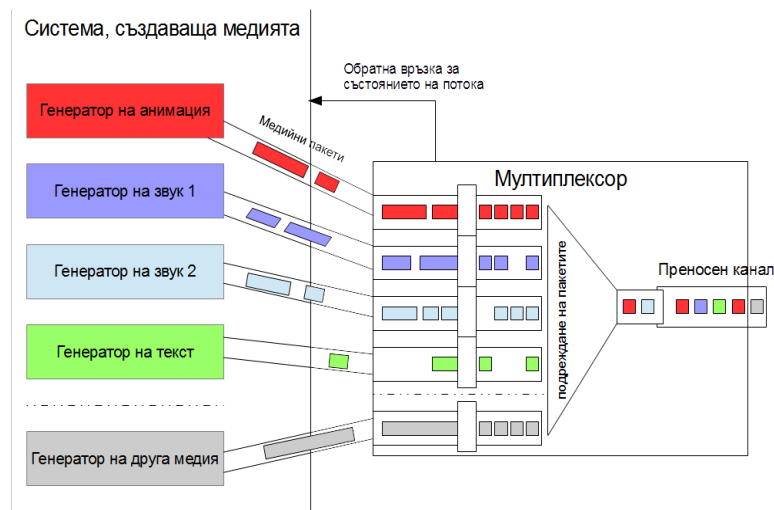 Система, създаваща медията
Обратна връзка за
състоянието на потока
Генератор на анимация
Медийни пакети
Мултиплексор
Генератор на звук 1
Генератор на звук 2
подреждане на пакетите
Преносен канал
Генератор на текст
Генератор на друга медия